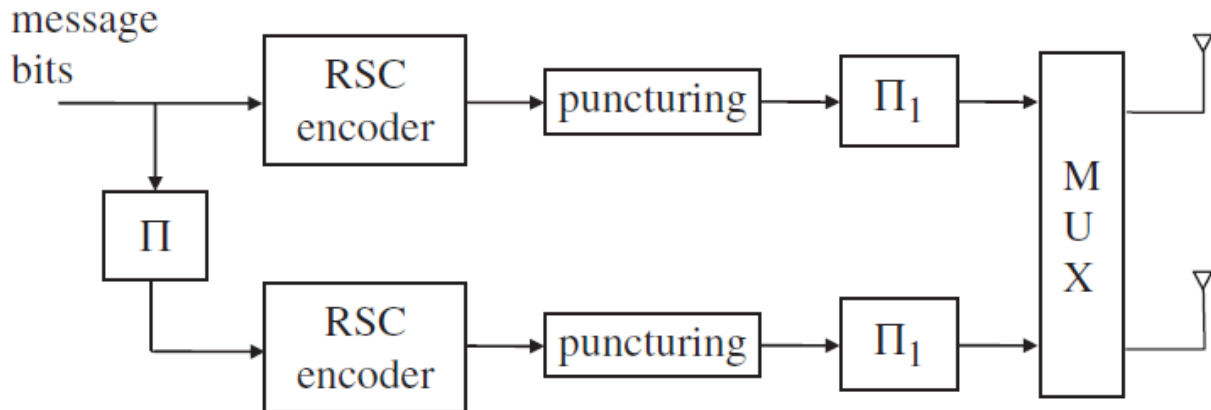 message
bits
RSC
encoder
puncturing
Π₁
M
U
X
Π
RSC
encoder
puncturing
Π₁